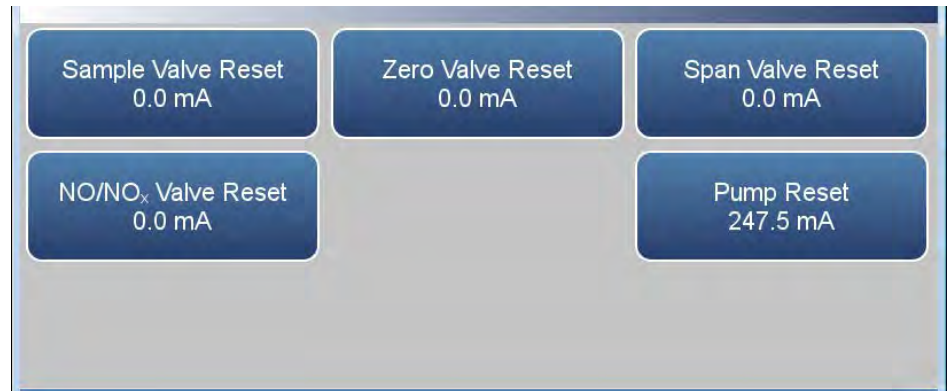 Sample Valve Reset
0.0 mA
Zero Valve Reset
0.0 mA
Span Valve Reset
0.0 mA
NO/NOₓ Valve Reset
0.0 mA
Pump Reset
247.5 mA